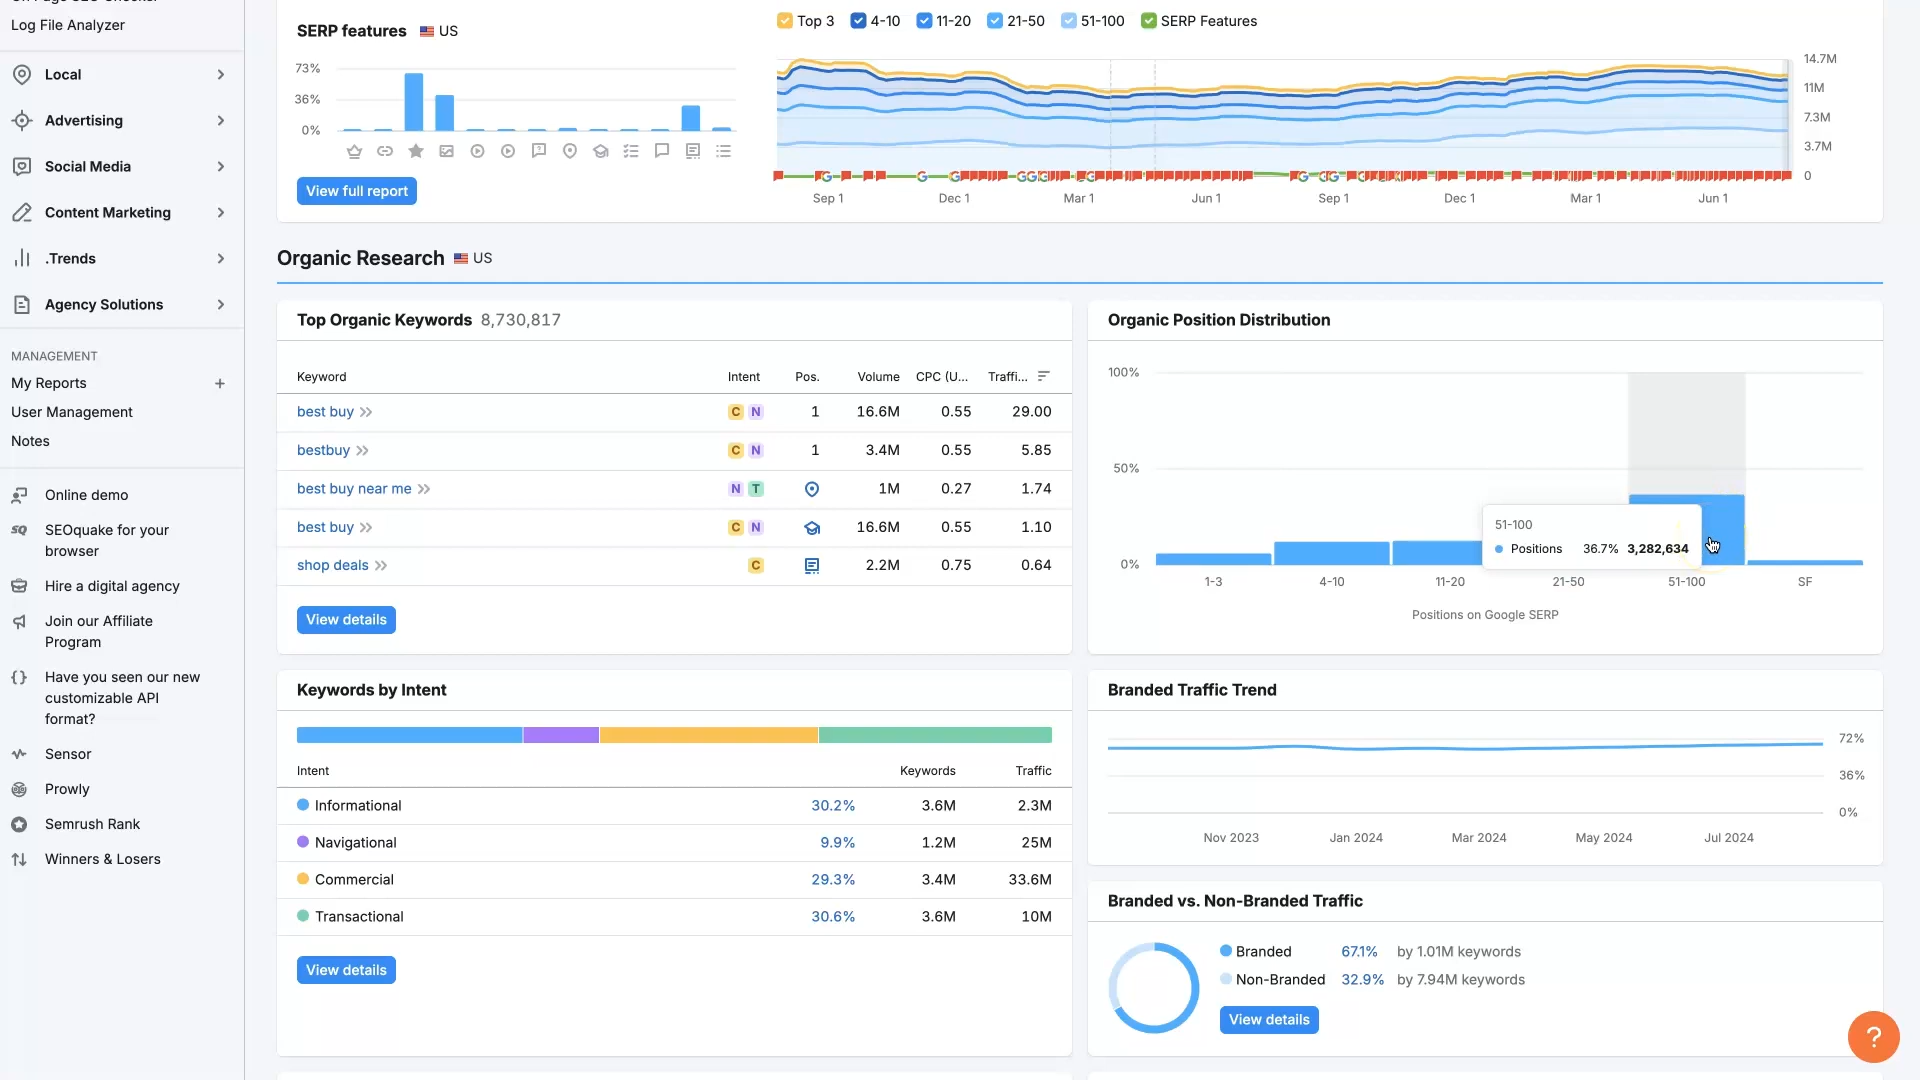 Log File Analyzer
Local
Advertising
Social Media
Content Marketing
.Trends
Agency Solutions
MANAGEMENT
My Reports +
User Management
Notes
Online demo
SEOquake for your
browser
Hire a digital agency
Join our Affiliate
Program
Have you seen our new
customizable API
format?
Sensor
Prowly
Semrush Rank
Winners & Losers
SERP features US
73%
36%
0%
View full report
Top 3 4-10 11-20 21-50 51-100 SERP Features
14.7M
11M
7.3M
3.7M
0
Sep 1 Dec 1 Mar 1 Jun 1 Sep 1 Dec 1 Mar 1 Jun 1
Organic Research US
Top Organic Keywords 8,730,817
Keyword Intent Pos. Volume CPC (U... Traffi...
best buy C N 1 16.6M 0.55 29.00
bestbuy C N 1 3.4M 0.55 5.85
best buy near me N T 1M 0.27 1.74
best buy C N 16.6M 0.55 1.10
shop deals C 2.2M 0.75 0.64
View details
Organic Position Distribution
100%
50%
0%
51-100
Positions 36.7% 3,282,634
1-3 4-10 11-20 21-50 51-100 SF
Positions on Google SERP
Keywords by Intent
Intent Keywords Traffic
Informational 30.2% 3.6M 2.3M
Navigational 9.9% 1.2M 25M
Commercial 29.3% 3.4M 33.6M
Transactional 30.6% 3.6M 10M
View details
Branded Traffic Trend
72%
36%
0%
Nov 2023 Jan 2024 Mar 2024 May 2024 Jul 2024
Branded vs. Non-Branded Traffic
Branded 67.1% by 1.01M keywords
Non-Branded 32.9% by 7.94M keywords
View details
?